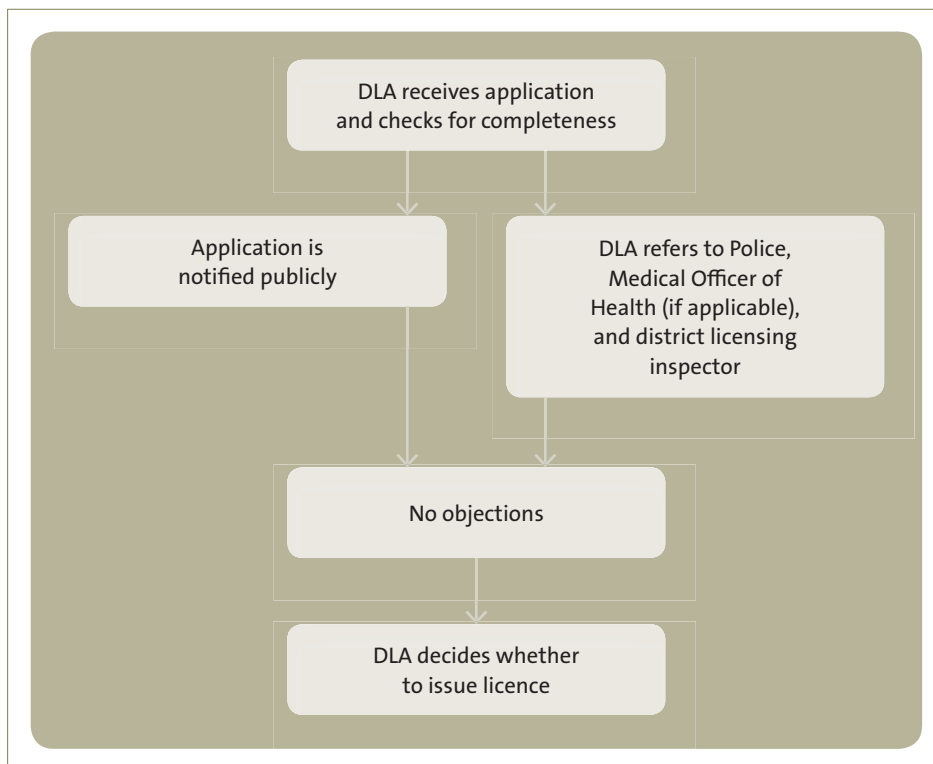 DLA receives application
and checks for completeness
Application is
notified publicly
DLA refers to Police,
Medical Officer of
Health (if applicable),
and district licensing
inspector
No objections
DLA decides whether
to issue licence